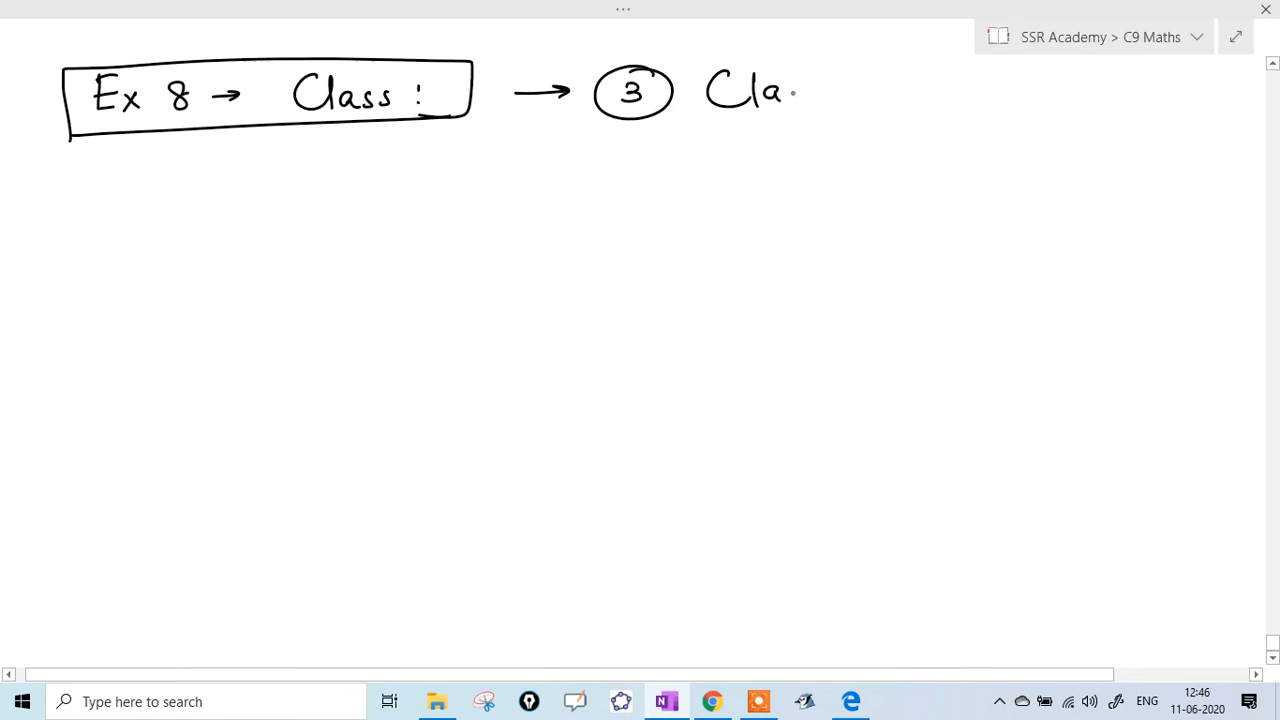 SSR Academy > C9 Maths
Ex 8 → Class : → 3 Cla
Type here to search
ENG
12:46
11-06-2020